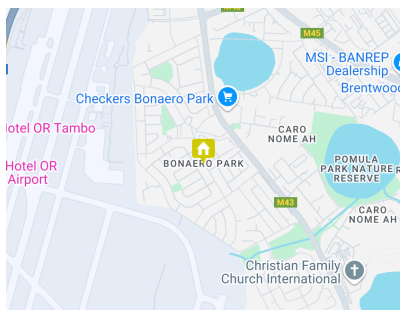 M45
MSI - BANREP
Dealership
Brentwood
Checkers Bonaero Park
Hotel OR Tambo
CARO
NOME AH
BONAERO PARK
POMULA
PARK NATURE
RESERVE
R
Hotel OR
Airport
M43
CARO
NOME AH
Christian Family
Church International